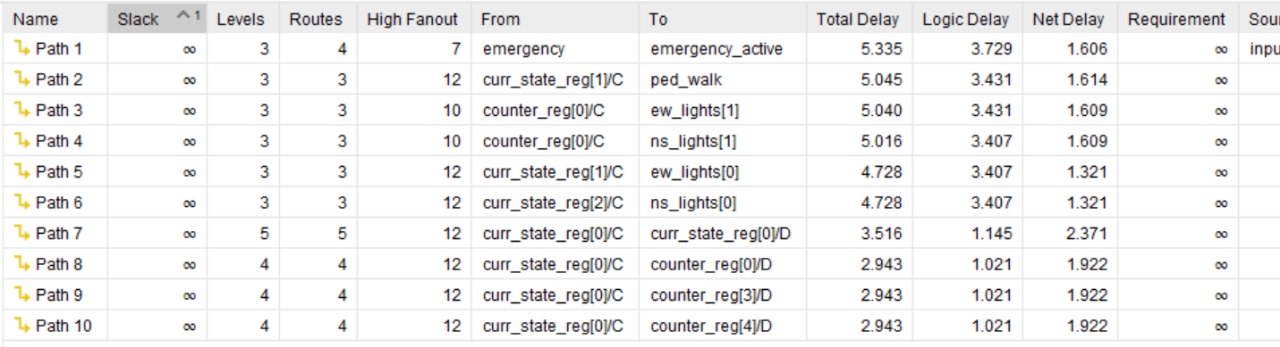 Name Slack ^1 Levels Routes High Fanout From To Total Delay Logic Delay Net Delay Requirement Sour
Path 1 ∞ 3 4 7 emergency emergency_active 5.335 3.729 1.606 ∞ inpu
Path 2 ∞ 3 3 12 curr_state_reg[1]/C ped_walk 5.045 3.431 1.614 ∞
Path 3 ∞ 3 3 10 counter_reg[0]/C ew_lights[1] 5.040 3.431 1.609 ∞
Path 4 ∞ 3 3 10 counter_reg[0]/C ns_lights[1] 5.016 3.407 1.609 ∞
Path 5 ∞ 3 3 12 curr_state_reg[1]/C ew_lights[0] 4.728 3.407 1.321 ∞
Path 6 ∞ 3 3 12 curr_state_reg[2]/C ns_lights[0] 4.728 3.407 1.321 ∞
Path 7 ∞ 5 5 12 curr_state_reg[0]/C curr_state_reg[0]/D 3.516 1.145 2.371 ∞
Path 8 ∞ 4 4 12 curr_state_reg[0]/C counter_reg[0]/D 2.943 1.021 1.922 ∞
Path 9 ∞ 4 4 12 curr_state_reg[0]/C counter_reg[3]/D 2.943 1.021 1.922 ∞
Path 10 ∞ 4 4 12 curr_state_reg[0]/C counter_reg[4]/D 2.943 1.021 1.922 ∞